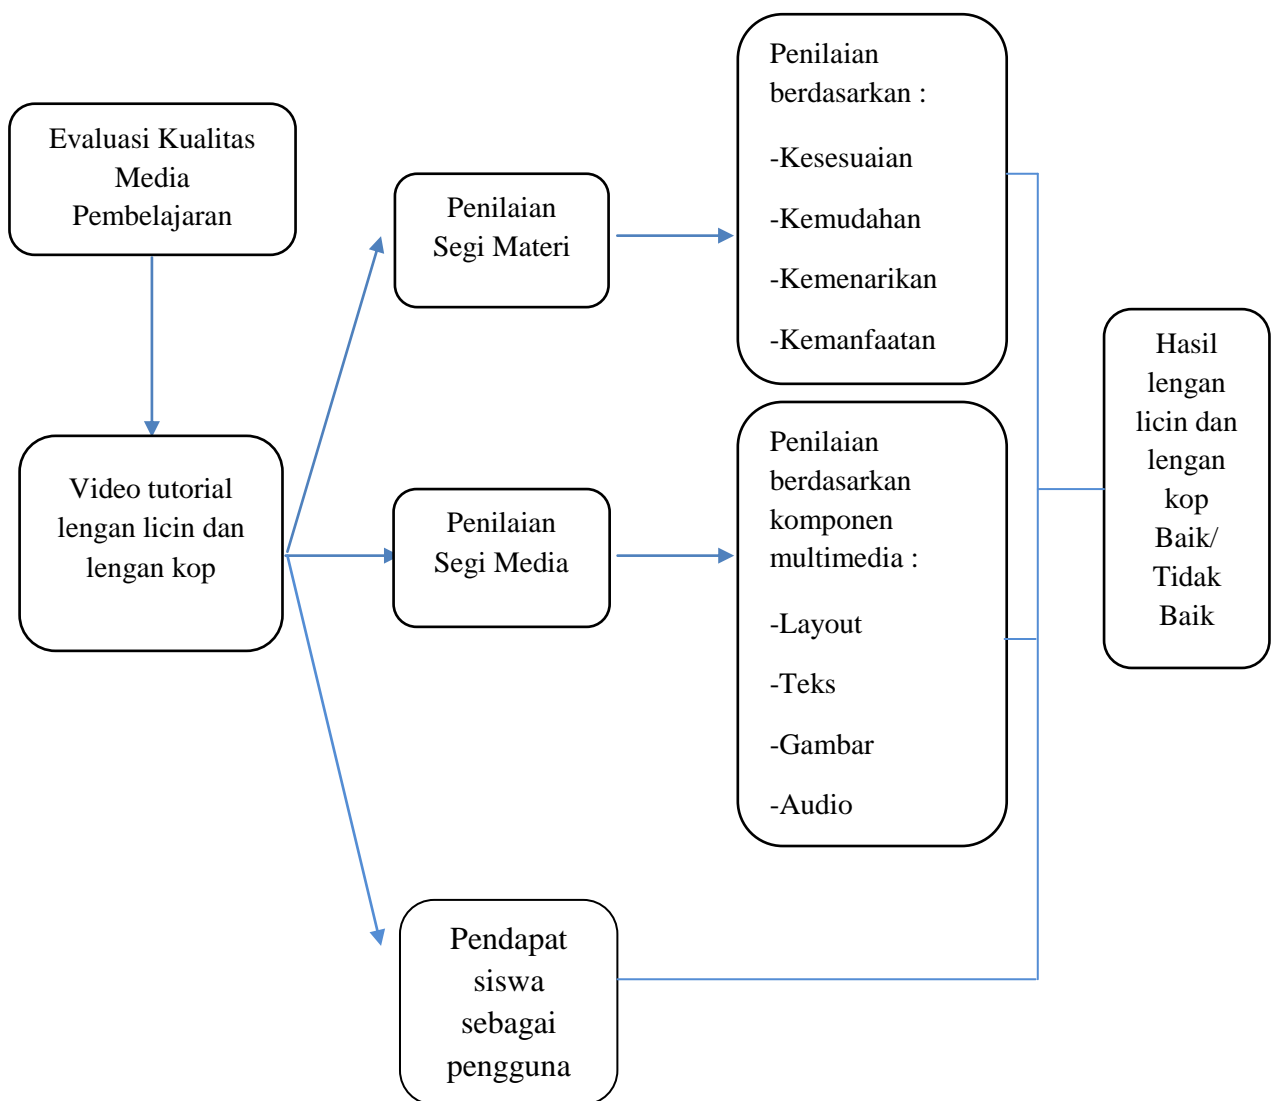 Evaluasi Kualitas
Media
Pembelajaran
Video tutorial
lengan licin dan
lengan kop
Penilaian
Segi Materi
Penilaian
Segi Media
Pendapat
siswa
sebagai
pengguna
Penilaian
berdasarkan :
-Kesesuaian
-Kemudahan
-Kemenarikan
-Kemanfaatan
Penilaian
berdasarkan
komponen
multimedia :
-Layout
-Teks
-Gambar
-Audio
Hasil
lengan
licin dan
lengan
kop
Baik/
Tidak
Baik